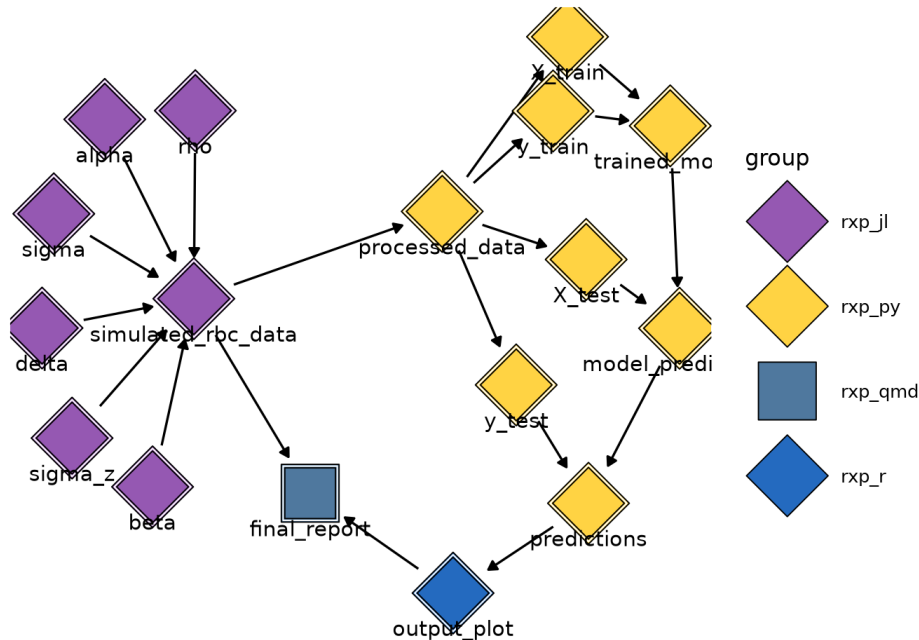 X_train
y_train
trained_mo
alpha
rho
group
sigma
processed_data
rxp_jl
X_test
rxp_py
simulated_rbc_data
delta
model_predi
rxp_qmd
y_test
sigma_z
rxp_r
beta
final_report
predictions
output_plot